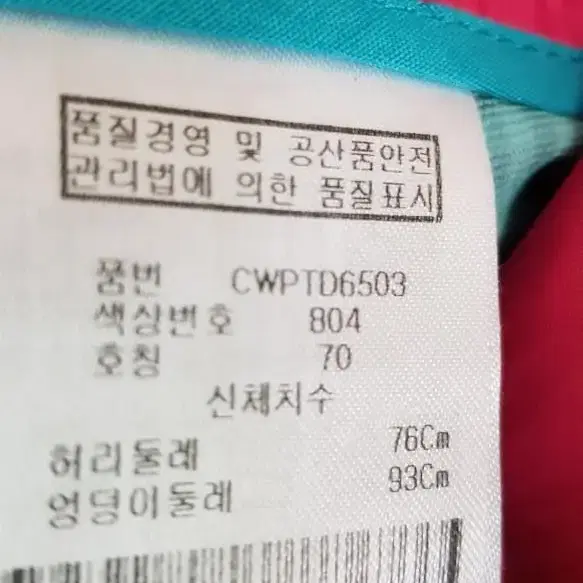 품질경영 및 공산품안전
관리법에 의한 품질표시
품번 CWPTD6503
색상번호 804
호칭 70
신체치수
허리둘레 76Cm
엉덩이둘레 93Cm